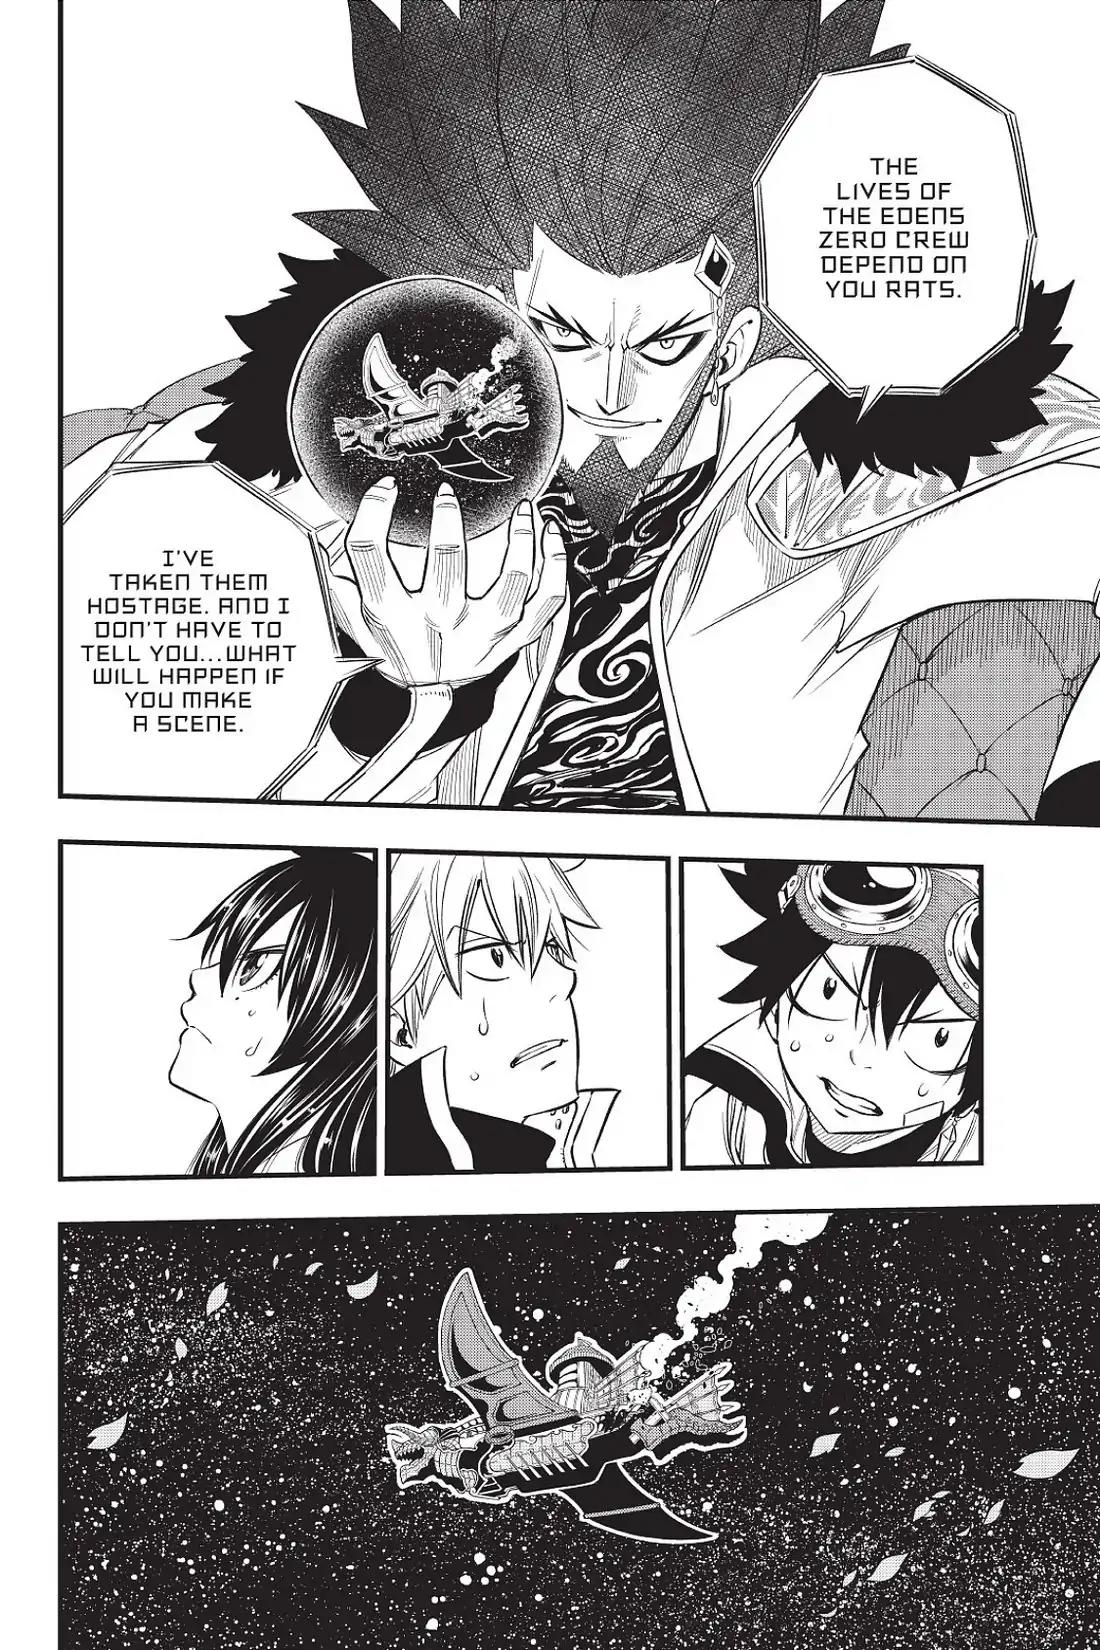 THE
LIVES OF
THE EDENS
ZERO CREW
DEPEND ON
YOU RATS.
I'VE
TAKEN THEM
HOSTAGE. AND I
DON'T HAVE TO
TELL YOU...WHAT
WILL HAPPEN IF
YOU MAKE
A SCENE.